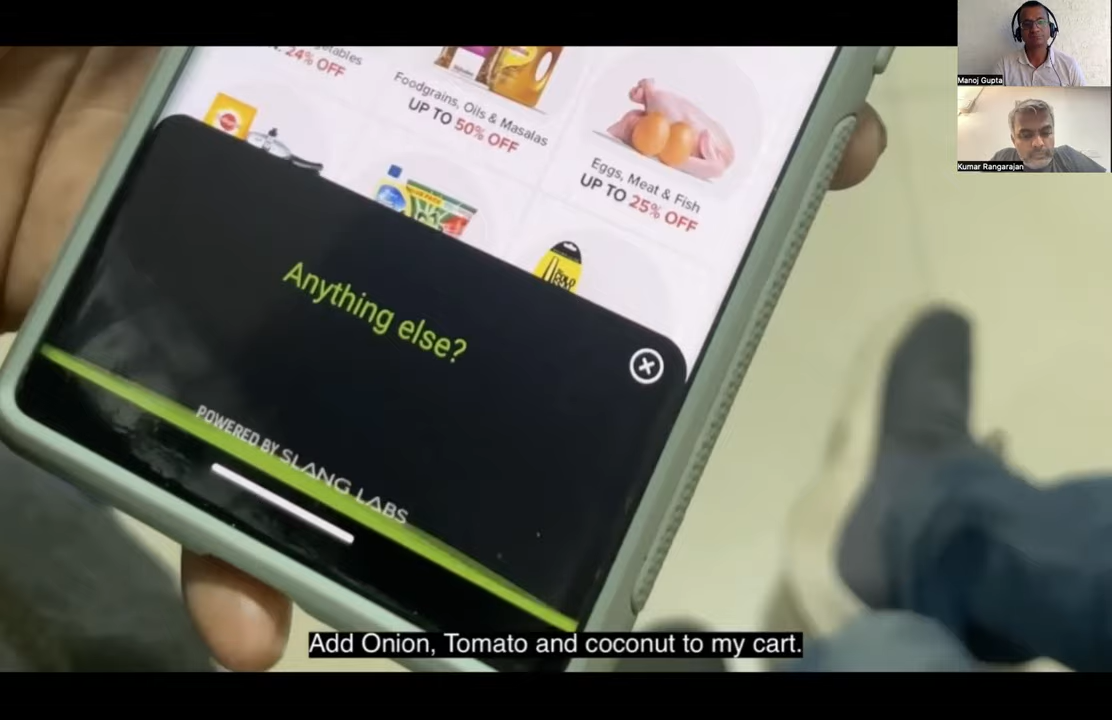 Manoj Gupta
Kumar Rangarajan
24% OFF
Foodgrains, Oils & Masalas
UP TO 50% OFF
Eggs, Meat & Fish
UP TO 25% OFF
Anything else?
POWERED BY SLANG LABS
Add Onion, Tomato and coconut to my cart.